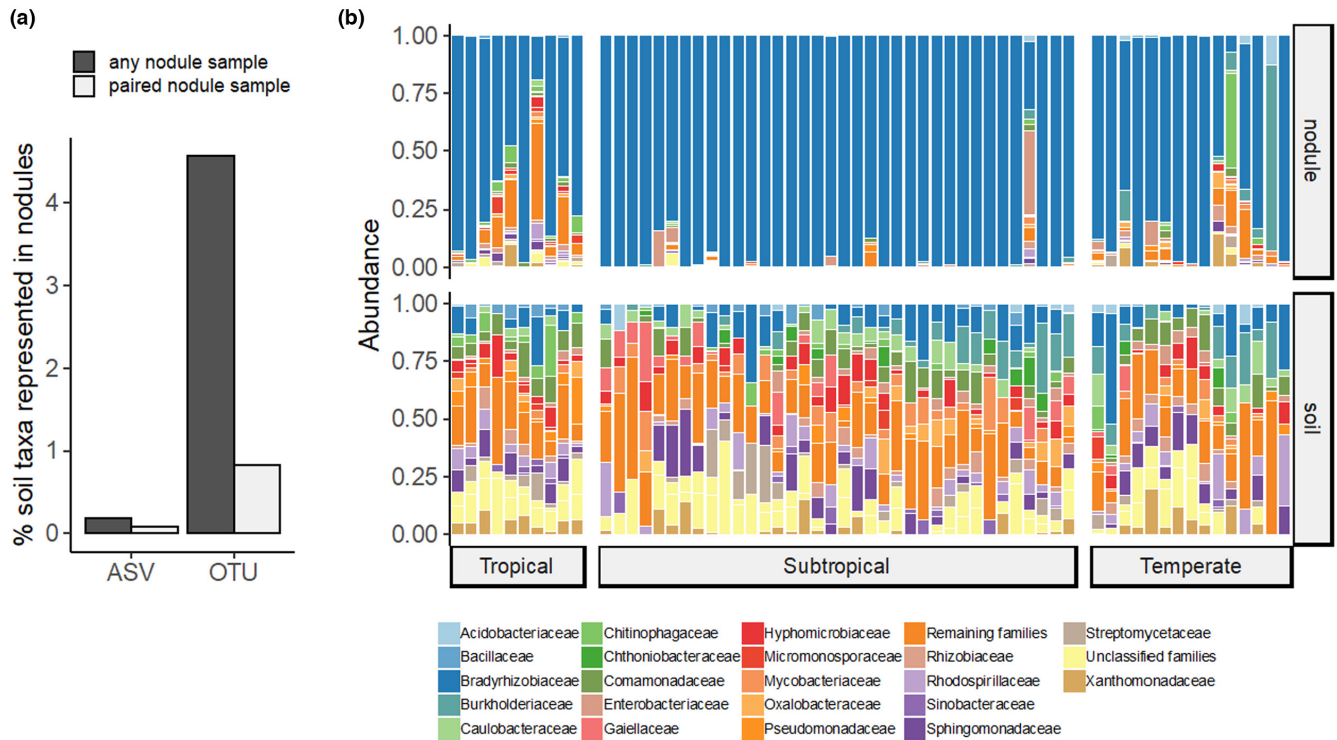 (a)
any nodule sample
paired nodule sample
% soil taxa represented in nodules
4
3
2
1
0
ASV
OTU
(b)
Abundance
1.00
0.75
0.50
0.25
0.00
nodule
1.00
0.75
0.50
0.25
0.00
soil
Tropical
Subtropical
Temperate
Acidobacteriaceae
Bacillaceae
Bradyrhizobiaceae
Burkholderiaceae
Caulobacteraceae
Chitinophagaceae
Chthoniobacteraceae
Comamonadaceae
Enterobacteriaceae
Gaiellaceae
Hyphomicrobiaceae
Micromonosporaceae
Mycobacteriaceae
Oxalobacteraceae
Pseudomonadaceae
Remaining families
Rhizobiaceae
Rhodospirillaceae
Sinobacteraceae
Sphingomonadaceae
Streptomycetaceae
Unclassified families
Xanthomonadaceae